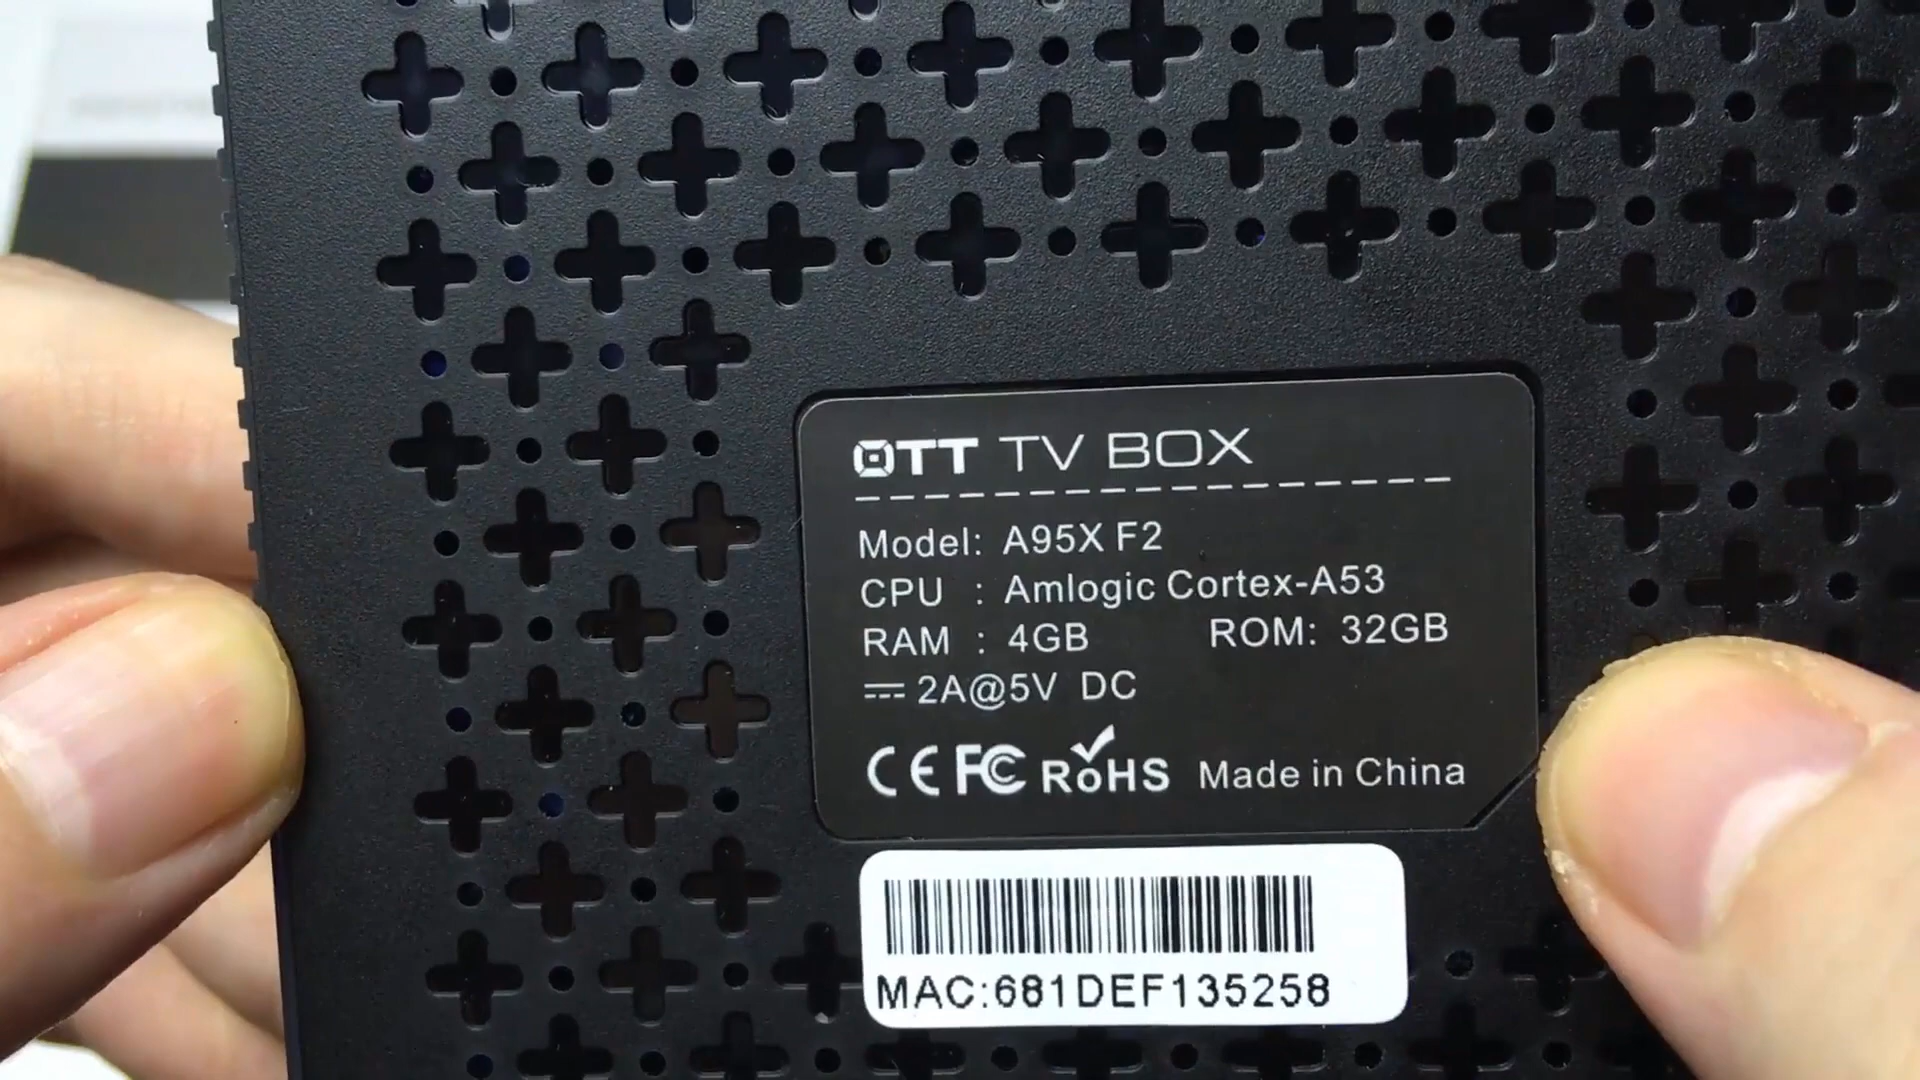 OTT TV BOX
Model: A95X F2
CPU : Amlogic Cortex-A53
RAM : 4GB ROM: 32GB
2A@5V DC
CE FC RoHS Made in China
MAC:681DEF135258